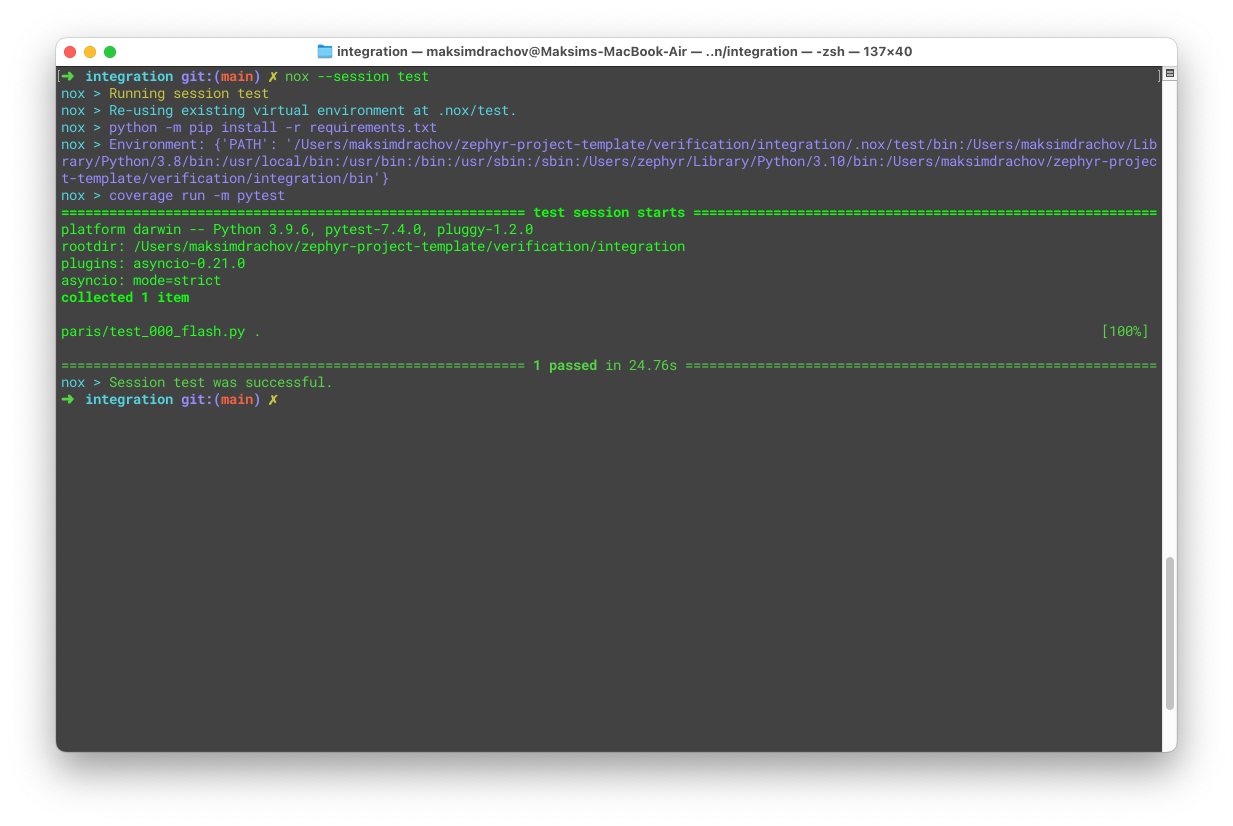 integration — maksimdrachov@Maksims-MacBook-Air — ..n/integration — -zsh — 137×40
[➜  integration git:(main) ✗ nox --session test ]
nox > Running session test
nox > Re-using existing virtual environment at .nox/test.
nox > python -m pip install -r requirements.txt
nox > Environment: {'PATH': '/Users/maksimdrachov/zephyr-project-template/verification/integration/.nox/test/bin:/Users/maksimdrachov/Lib
rary/Python/3.8/bin:/usr/local/bin:/usr/bin:/bin:/usr/sbin:/sbin:/Users/zephyr/Library/Python/3.10/bin:/Users/maksimdrachov/zephyr-projec
t-template/verification/integration/bin'}
nox > coverage run -m pytest
========================================================== test session starts ==========================================================
platform darwin -- Python 3.9.6, pytest-7.4.0, pluggy-1.2.0
rootdir: /Users/maksimdrachov/zephyr-project-template/verification/integration
plugins: asyncio-0.21.0
asyncio: mode=strict
collected 1 item
paris/test_000_flash.py . [100%]
========================================================== 1 passed in 24.76s ===========================================================
nox > Session test was successful.
➜  integration git:(main) ✗